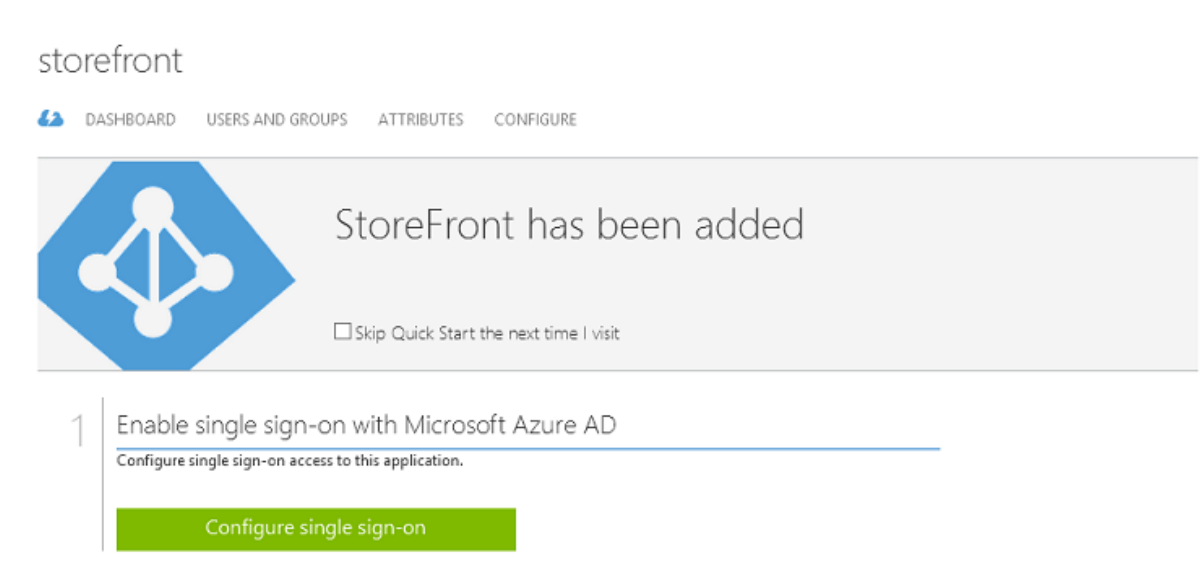 storefront
DASHBOARD USERS AND GROUPS ATTRIBUTES CONFIGURE
StoreFront has been added
Skip Quick Start the next time I visit
1 Enable single sign-on with Microsoft Azure AD
Configure single sign-on access to this application.
Configure single sign-on